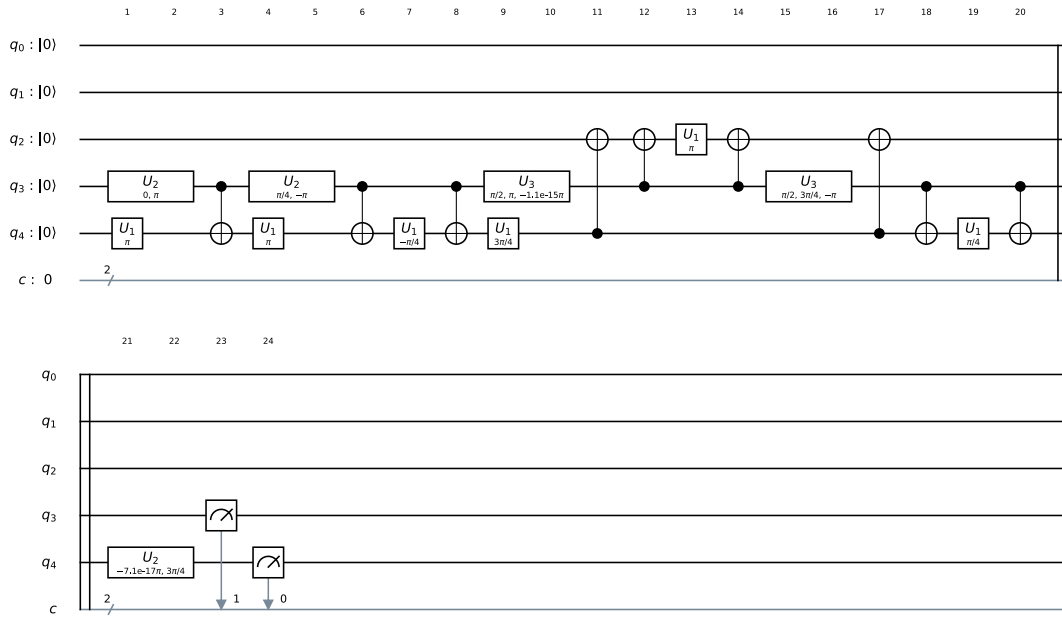 1 2 3 4 5 6 7 8 9 10 11 12 13 14 15 16 17 18 19 20
q₀ : |0⟩
q₁ : |0⟩
q₂ : |0⟩ U₁
π
q₃ : |0⟩ U₂ U₂ U₃ U₃
0, π π/4, −π π/2, π, −1.1e-15π π/2, 3π/4, −π
q₄ : |0⟩ U₁ U₁ U₁ U₁ U₁
π π −π/4 3π/4 π/4
2
c : 0
21 22 23 24
q₀
q₁
q₂
q₃
q₄ U₂
−7.1e-17π, 3π/4
2 1 0
c